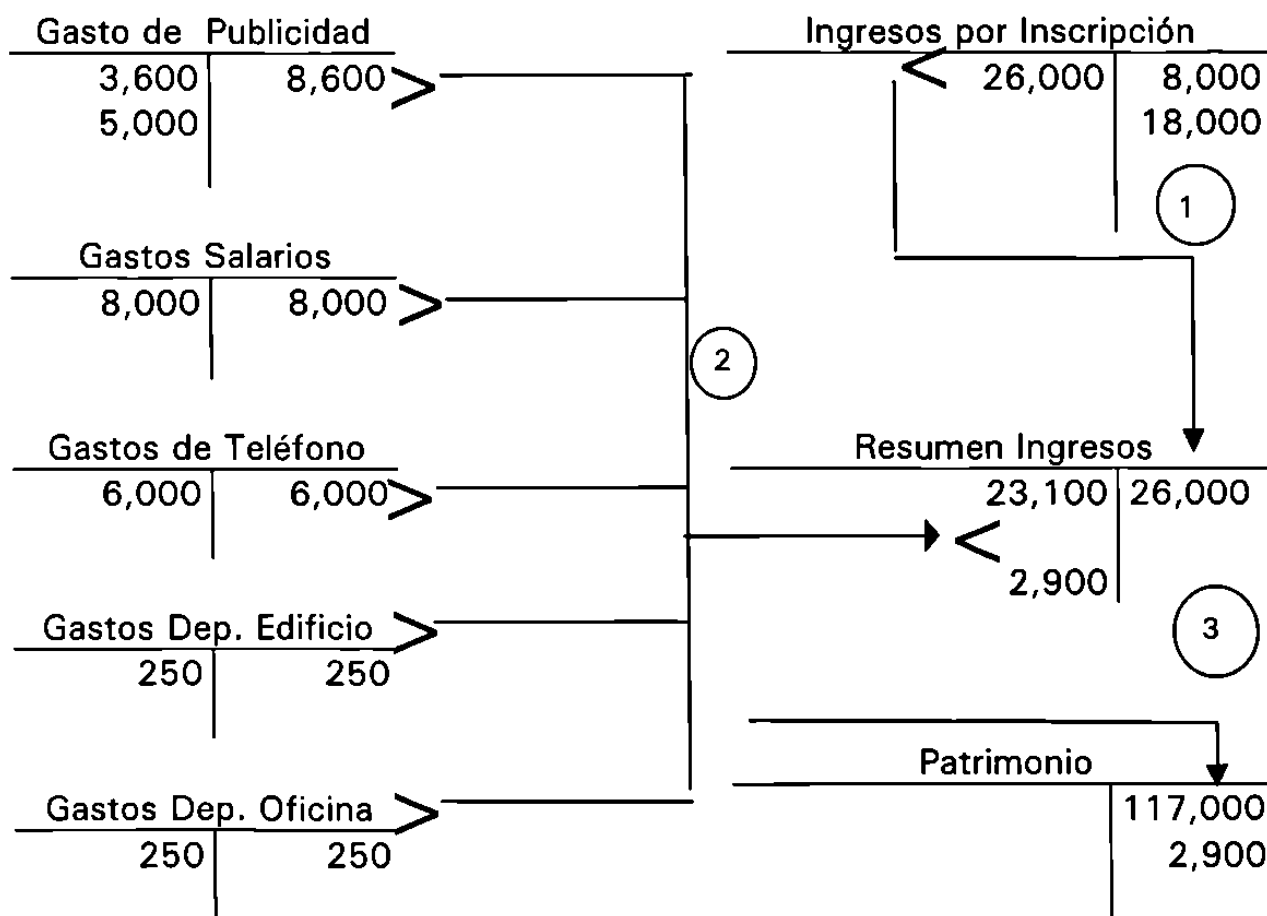 Gasto de Publicidad
3,600 8,600
5,000
Gastos Salarios
8,000 8,000
Gastos de Teléfono
6,000 6,000
Gastos Dep. Edificio
250 250
Gastos Dep. Oficina
250 250
2
Ingresos por Inscripción
26,000 8,000
18,000
1
Resumen Ingresos
23,100 26,000
2,900
3
Patrimonio
117,000
2,900